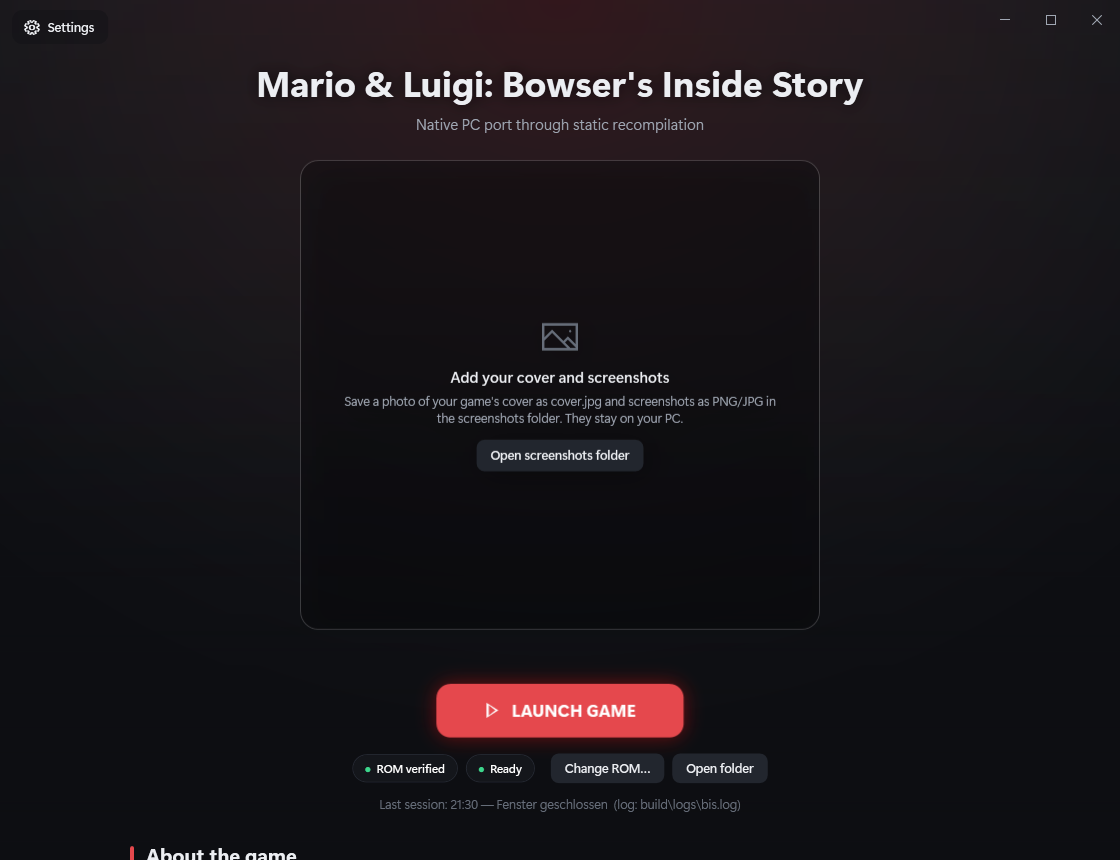 Settings
Mario & Luigi: Bowser's Inside Story
Native PC port through static recompilation
Add your cover and screenshots
Save a photo of your game's cover as cover.jpg and screenshots as PNG/JPG in
the screenshots folder. They stay on your PC.
Open screenshots folder
LAUNCH GAME
ROM verified
Ready
Change ROM...
Open folder
Last session: 21:30 — Fenster geschlossen (log: build\logs\bis.log)
About the game